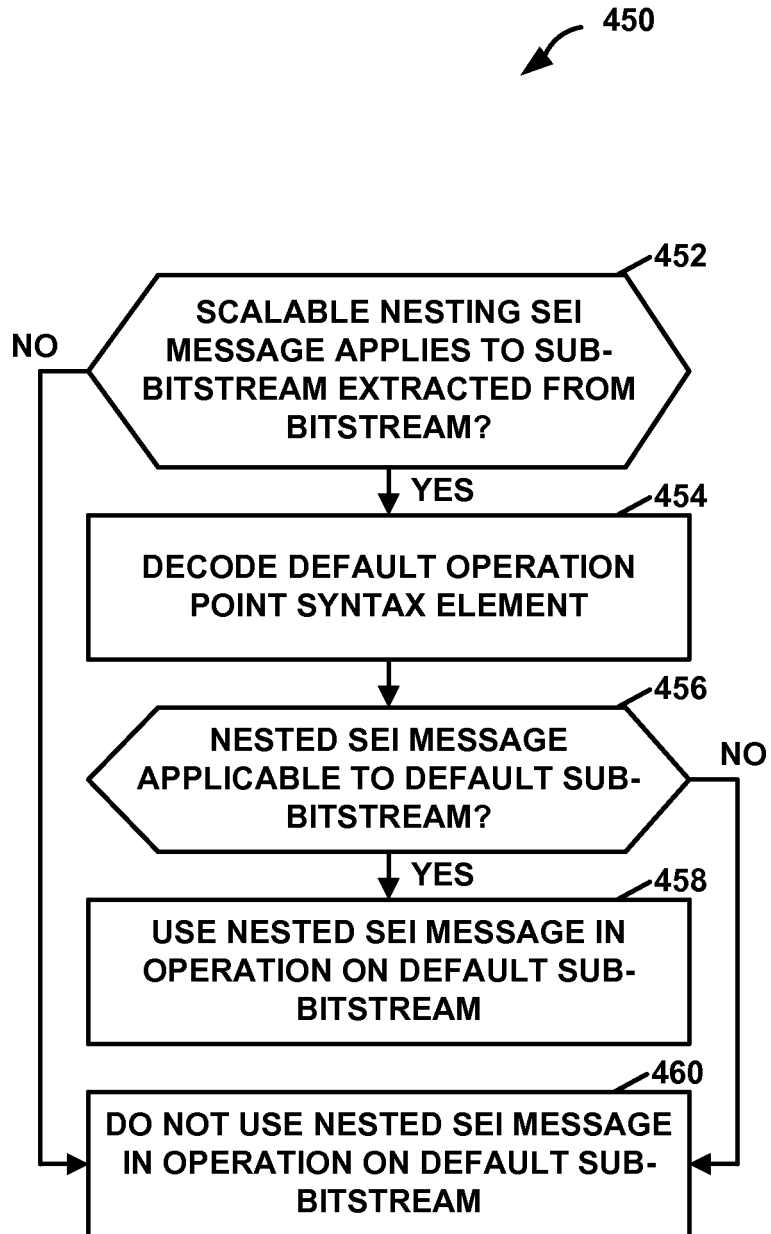 450
452
SCALABLE NESTING SEI
MESSAGE APPLIES TO SUB-
BITSTREAM EXTRACTED FROM
BITSTREAM?
NO
YES
454
DECODE DEFAULT OPERATION
POINT SYNTAX ELEMENT
456
NESTED SEI MESSAGE
APPLICABLE TO DEFAULT SUB-
BITSTREAM?
NO
YES
458
USE NESTED SEI MESSAGE IN
OPERATION ON DEFAULT SUB-
BITSTREAM
460
DO NOT USE NESTED SEI MESSAGE
IN OPERATION ON DEFAULT SUB-
BITSTREAM